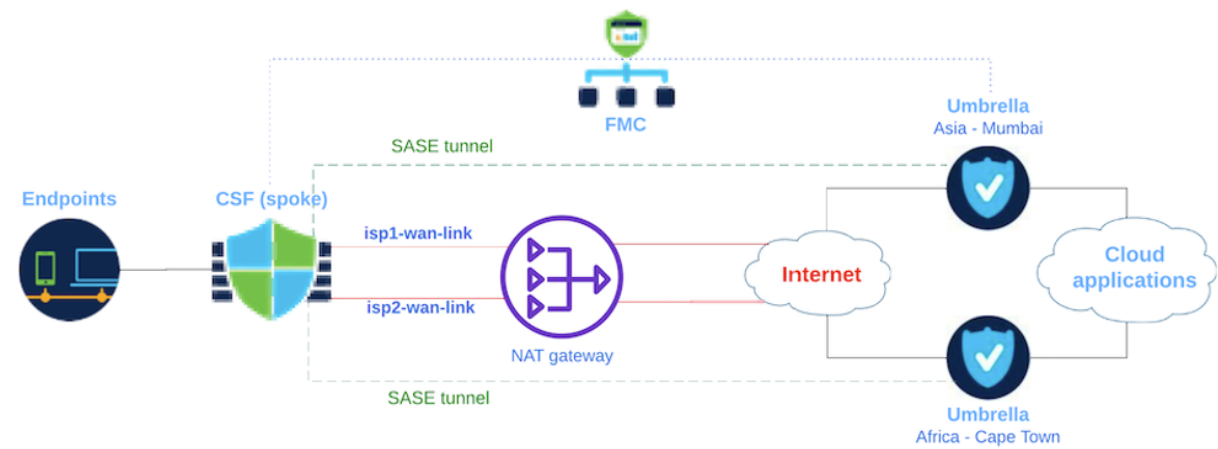 FMC
Umbrella
Asia - Mumbai
SASE tunnel
Endpoints
CSF (spoke)
isp1-wan-link
isp2-wan-link
NAT gateway
Internet
Cloud
applications
SASE tunnel
Umbrella
Africa - Cape Town